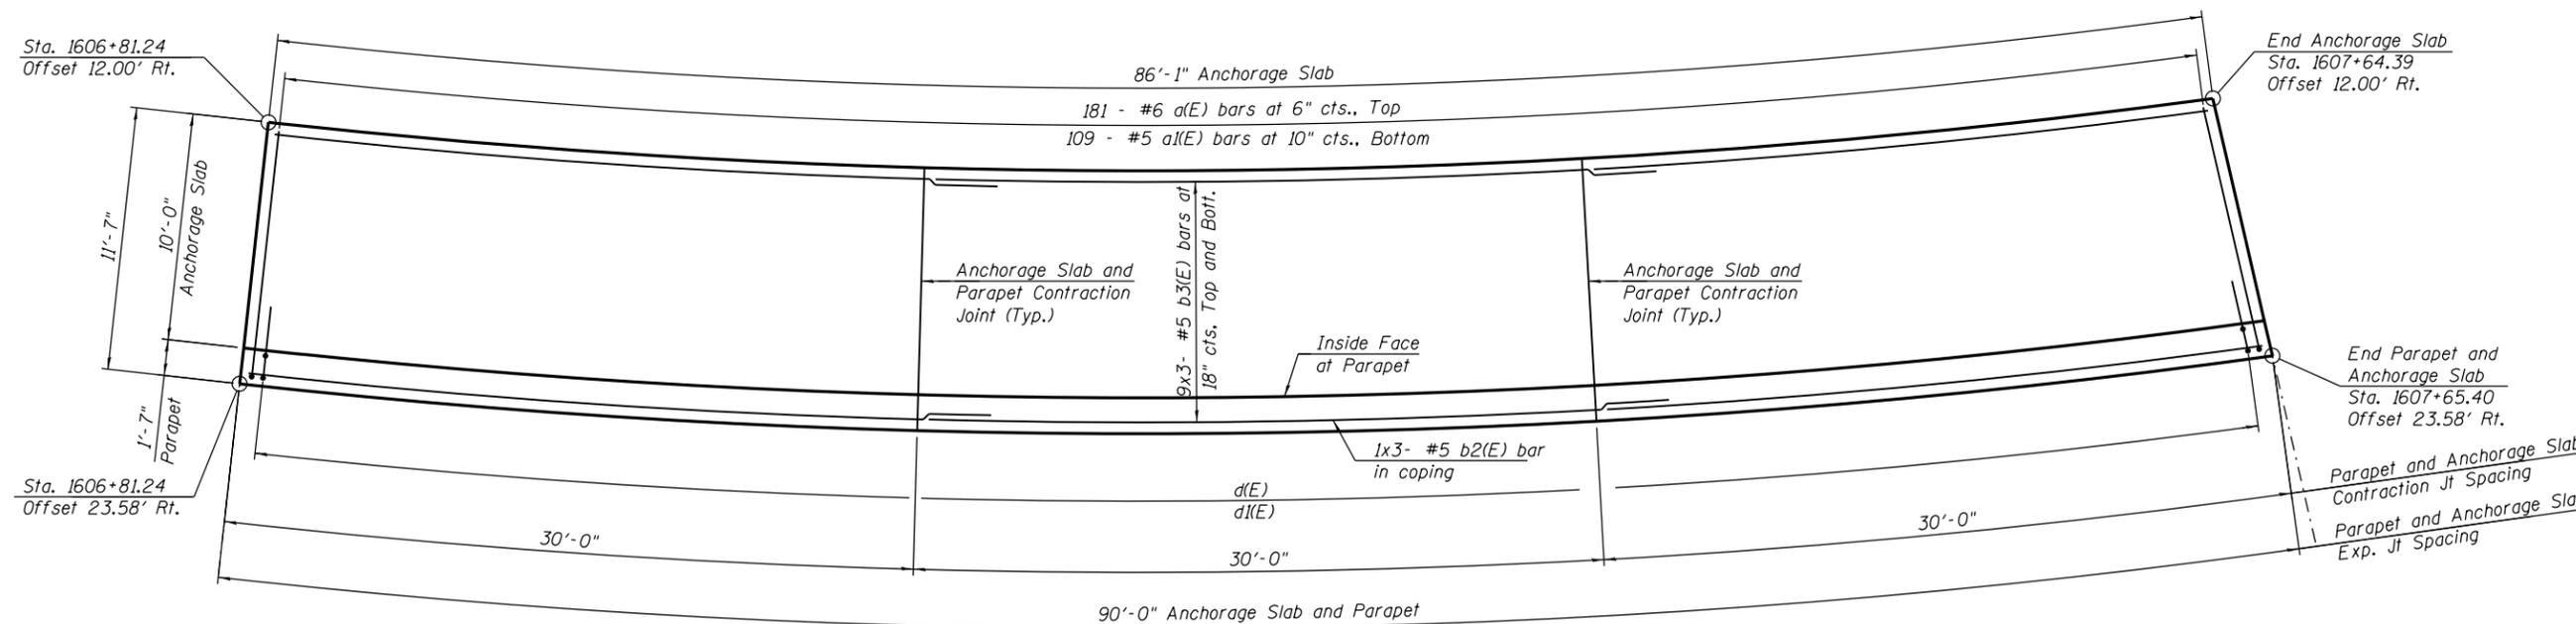 Sta. 1606+81.24
Offset 12.00' Rt.
86'-1" Anchorage Slab
181 - #6 a(E) bars at 6" cts., Top
109 - #5 a1(E) bars at 10" cts., Bottom
End Anchorage Slab
Sta. 1607+64.39
Offset 12.00' Rt.
11'-7"
10'-0"
Anchorage Slab
1'-7"
Parapet
Anchorage Slab and
Parapet Contraction
Joint (Typ.)
9x3- #5 b3(E) bars at
18" cts. Top and Bott.
Anchorage Slab and
Parapet Contraction
Joint (Typ.)
Inside Face
at Parapet
1x3- #5 b2(E) bar
in coping
End Parapet and
Anchorage Slab
Sta. 1607+65.40
Offset 23.58' Rt.
Sta. 1606+81.24
Offset 23.58' Rt.
d(E)
d1(E)
30'-0"
30'-0"
30'-0"
Parapet and Anchorage Slab
Contraction Jt Spacing
Parapet and Anchorage Sla
Exp. Jt Spacing
90'-0" Anchorage Slab and Parapet